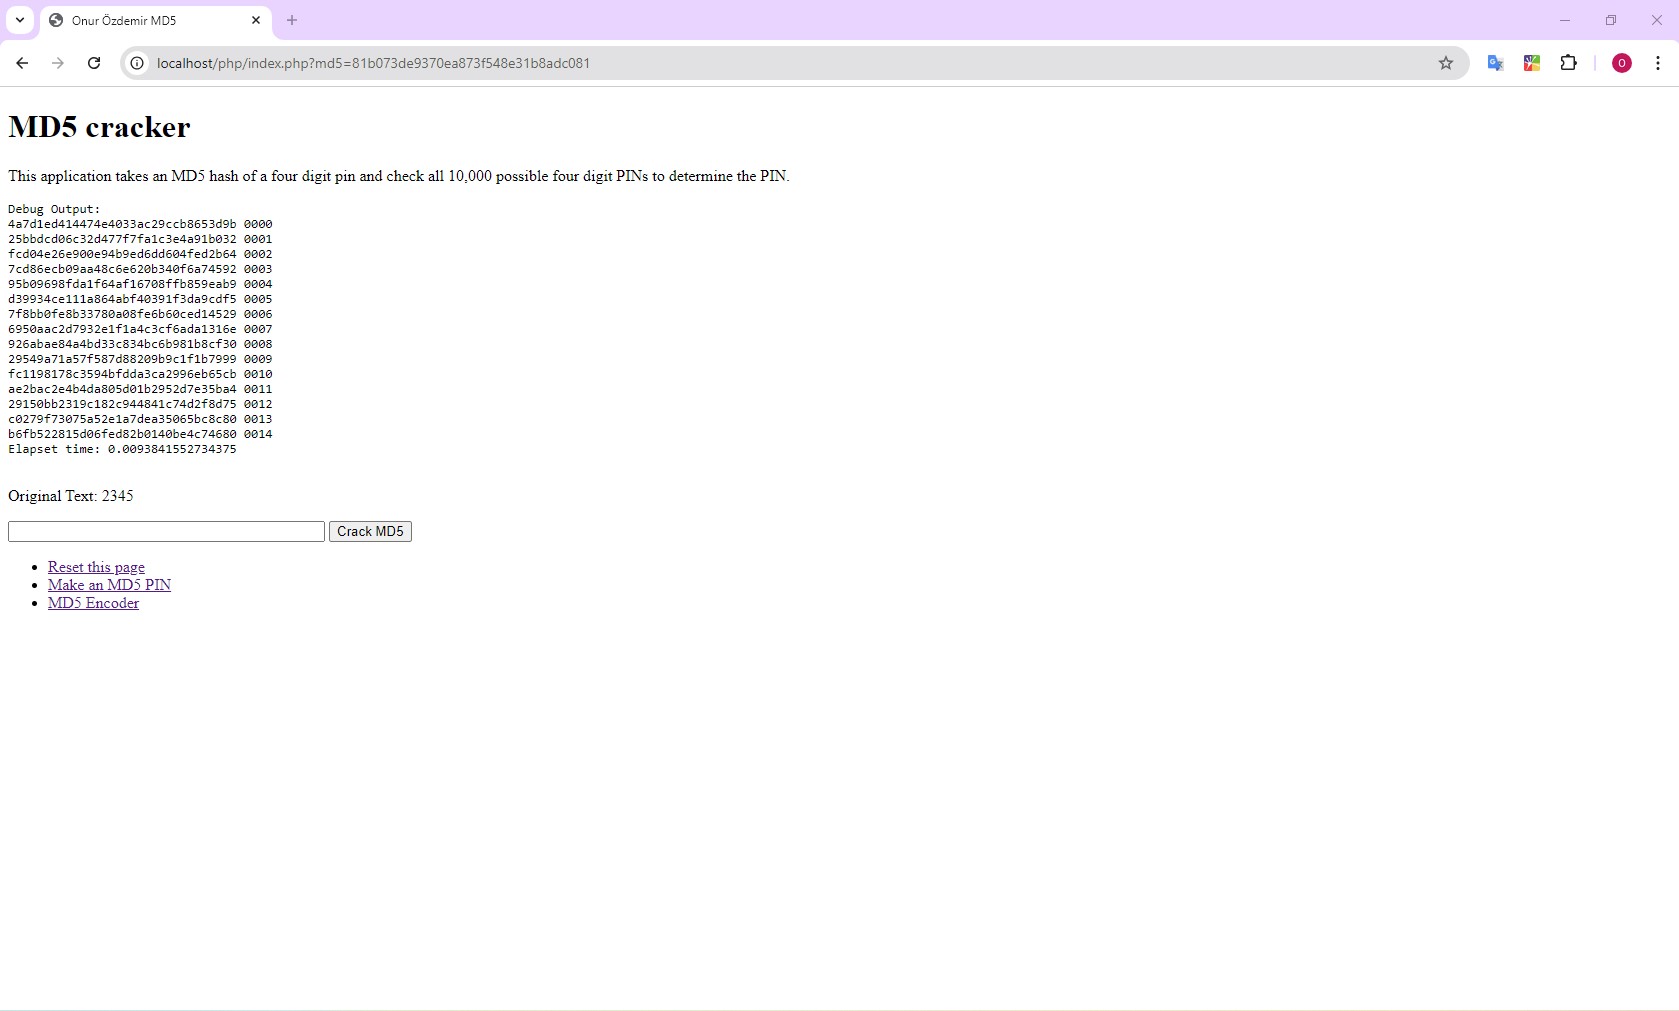 Onur Özdemir MD5
localhost/php/index.php?md5=81b073de9370ea873f548e31b8adc081
O
MD5 cracker
This application takes an MD5 hash of a four digit pin and check all 10,000 possible four digit PINs to determine the PIN.
Debug Output:
4a7d1ed414474e4033ac29ccb8653d9b 0000
25bbdcd06c32d477f7fa1c3e4a91b032 0001
fcd04e26e900e94b9ed6dd604fed2b64 0002
7cd86ecb09aa48c6e620b340f6a74592 0003
95b09698fda1f64af16708ffb859eab9 0004
d39934ce111a864abf40391f3da9cdf5 0005
7f8bb0fe8b33780a08fe6b60ced14529 0006
6950aac2d7932e1f1a4c3cf6ada1316e 0007
926abae84a4bd33c834bc6b981b8cf30 0008
29549a71a57f587d88209b9c1f1b7999 0009
fc1198178c3594bfdda3ca2996eb65cb 0010
ae2bac2e4b4da805d01b2952d7e35ba4 0011
29150bb2319c182c944841c74d2f8d75 0012
c0279f73075a52e1a7dea35065bc8c80 0013
b6fb522815d06fed82b0140be4c74680 0014
Elapset time: 0.0093841552734375
Original Text: 2345
Crack MD5
Reset this page
Make an MD5 PIN
MD5 Encoder